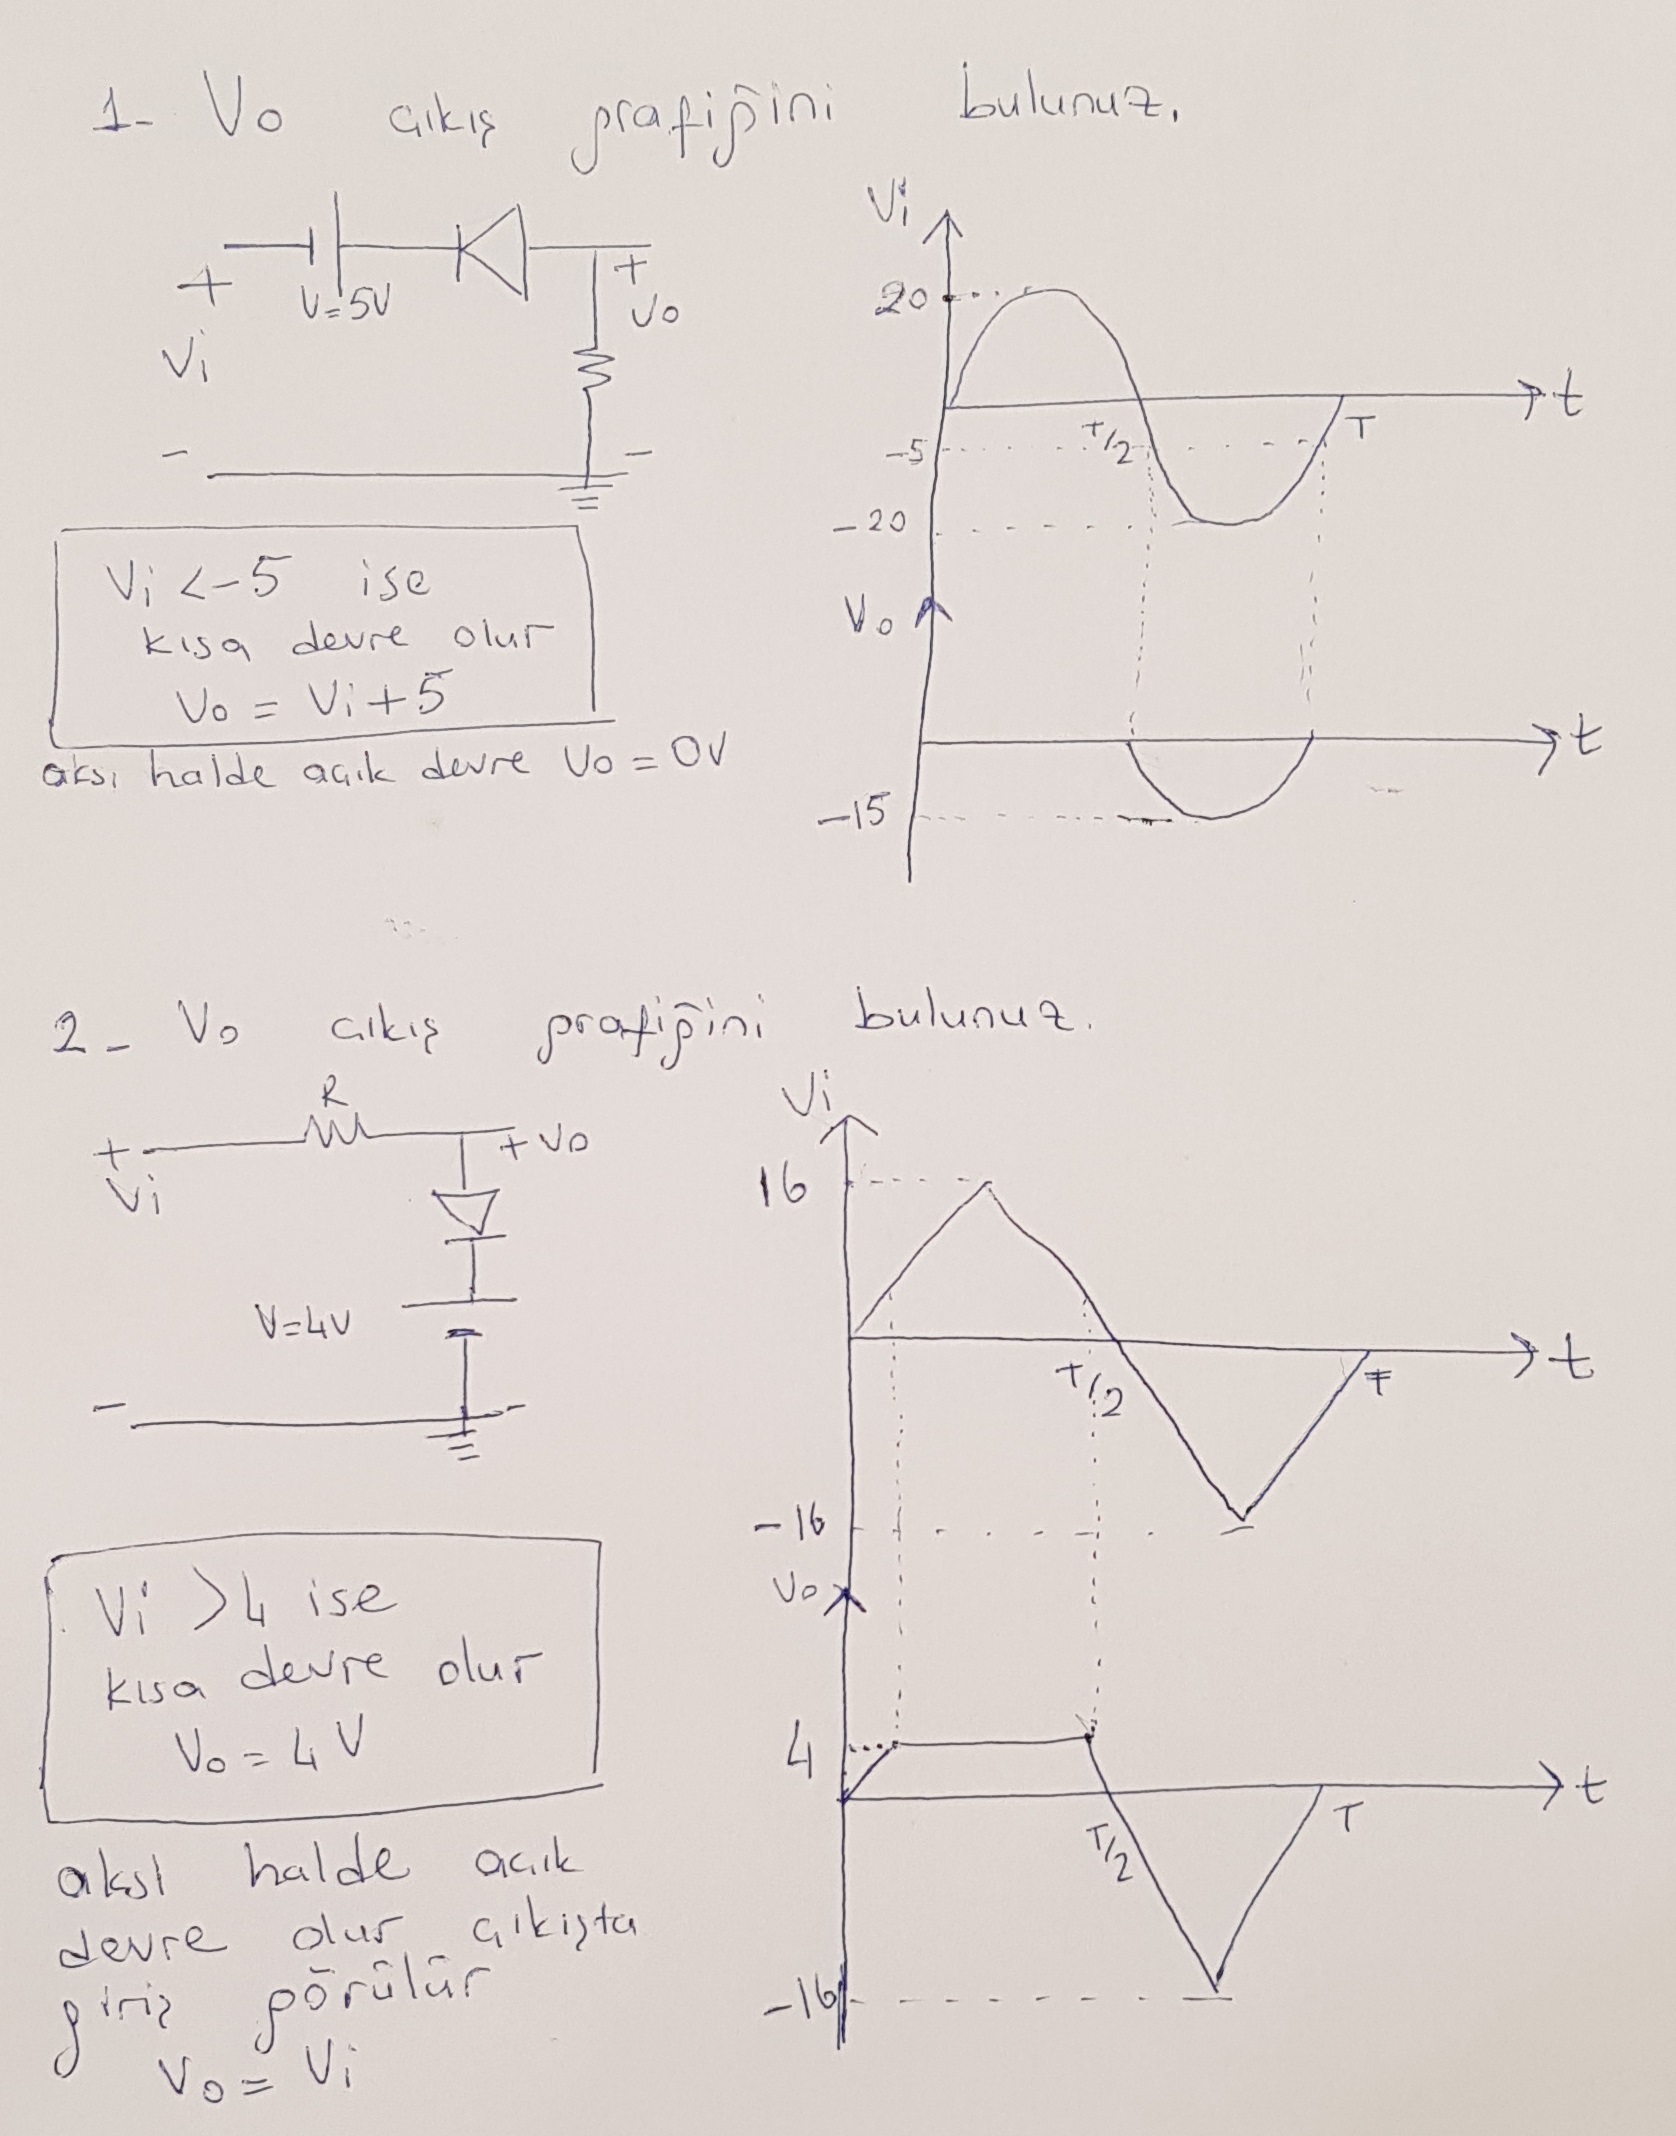 1- Vo çıkış grafiğini bulunuz.
Vi
20
t
T/2
T
-5
-20
+
Vi
-
V=5V
+
Vo
-
Vi <-5 ise
kısa devre olur
Vo = Vi+5
aksi halde açık devre Vo = 0V
Vo
t
-15
2- Vo çıkış grafiğini bulunuz.
R
+
Vi
+ Vo
V=4V
-
-
Vi
16
t
T/2
T
-16
Vi >4 ise
kısa devre olur
Vo = 4 V
aksi halde açık
devre olur çıkışta
giriş görülür
Vo = Vi
Vo
4
t
T/2
T
-16